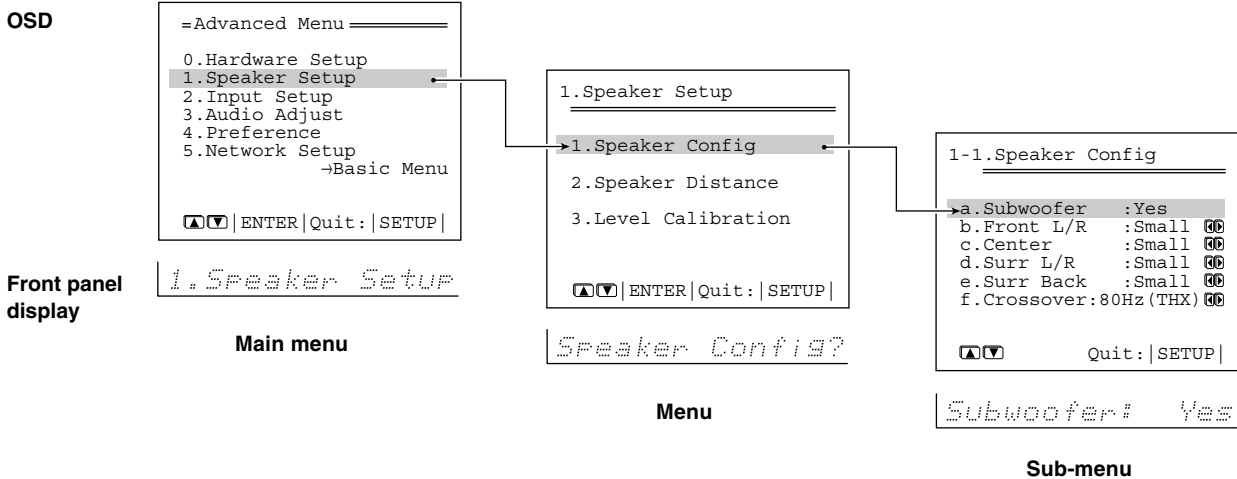 OSD
=Advanced Menu
0.Hardware Setup
1.Speaker Setup
2.Input Setup
3.Audio Adjust
4.Preference
5.Network Setup
→Basic Menu
|ENTER|Quit:|SETUP|
Front panel display
1.Speaker Setup
Main menu
1.Speaker Setup
1.Speaker Config
2.Speaker Distance
3.Level Calibration
|ENTER|Quit:|SETUP|
Speaker Config?
Menu
1-1.Speaker Config
a.Subwoofer :Yes
b.Front L/R :Small
c.Center :Small
d.Surr L/R :Small
e.Surr Back :Small
f.Crossover:80Hz(THX)
Quit:|SETUP|
Subwoofer: Yes
Sub-menu